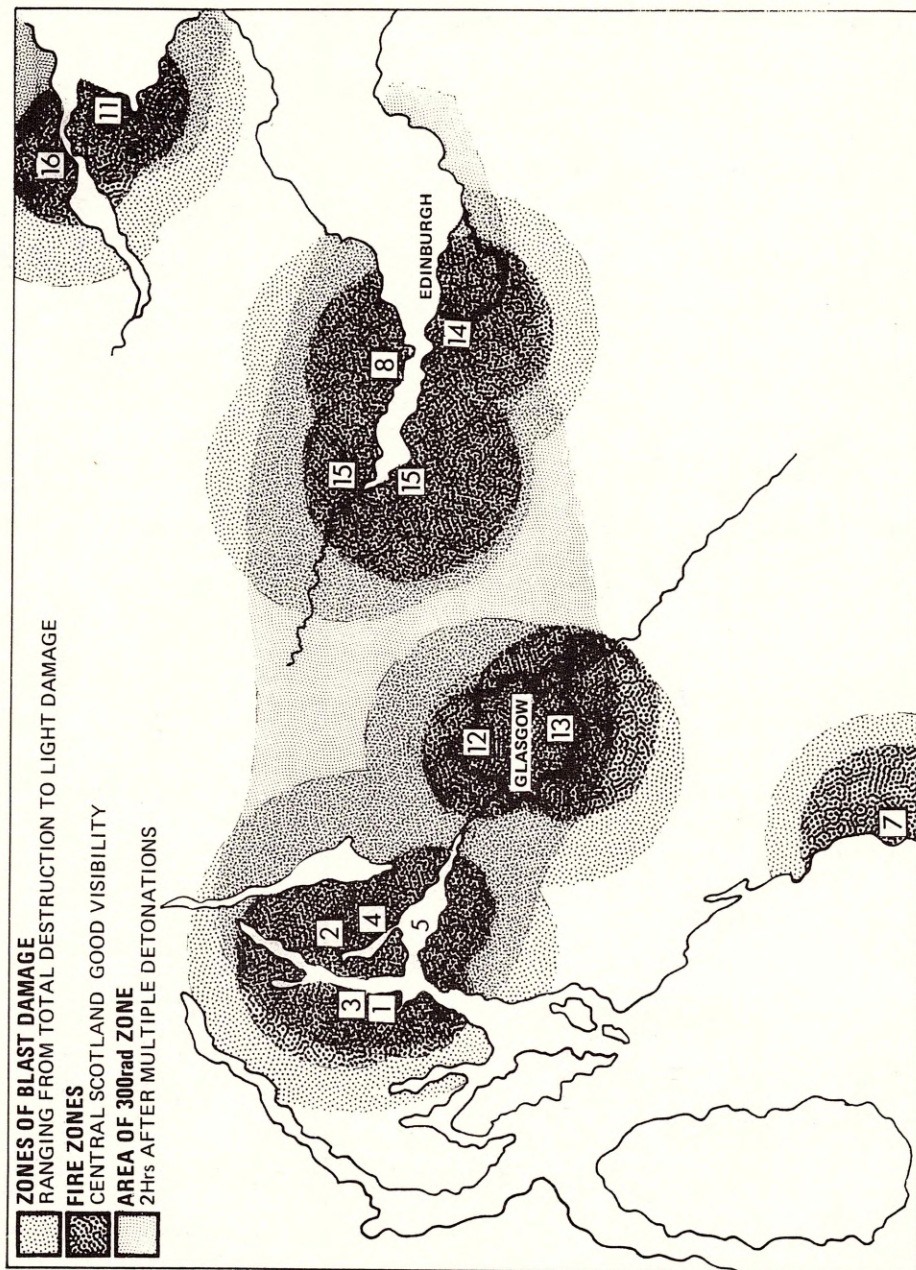 ZONES OF BLAST DAMAGE
RANGING FROM TOTAL DESTRUCTION TO LIGHT DAMAGE
FIRE ZONES
CENTRAL SCOTLAND GOOD VISIBILITY
AREA OF 300rad ZONE
2Hrs AFTER MULTIPLE DETONATIONS
16
11
2
4
3
1
5
15
15
8
EDINBURGH
14
12
GLASGOW
13
7